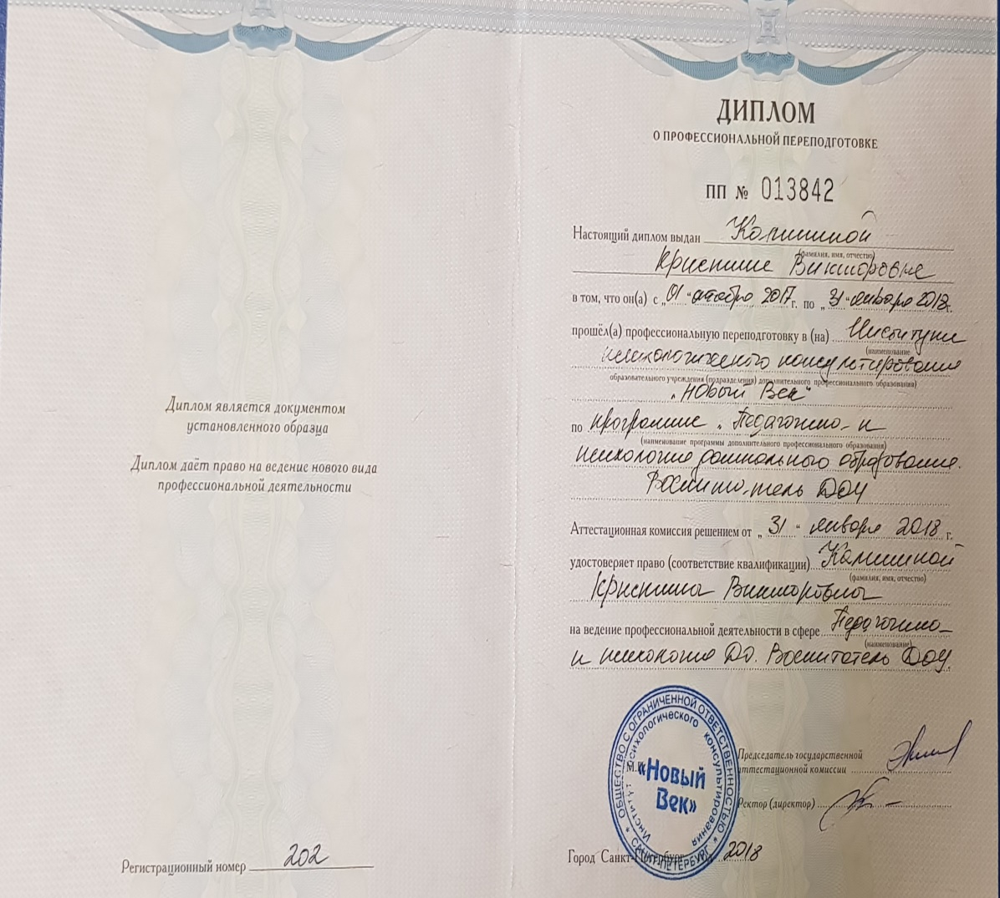 Диплом является документом
установленного образца
Диплом даёт право на ведение нового вида
профессиональной деятельности
Регистрационный номер 202
ДИПЛОМ
О ПРОФЕССИОНАЛЬНОЙ ПЕРЕПОДГОТОВКЕ
ПП № 013842
Настоящий диплом выдан
(фамилия, имя, отчество)
Кристине Викторовне
в том, что он(а) с „01“ октября 2017 г. по „31“ января 2018 г.
прошёл(а) профессиональную переподготовку в (на) Институт
(наименование
психологического консультирования
образовательного учреждения (подразделения) дополнительного профессионального образования)
„Новый Век“
по программе „Педагогика и
(наименование программы дополнительного профессионального образования)
психология дошкольного образования.
Воспитатель ДОУ
Аттестационная комиссия решением от „31“ января 2018 г.
удостоверяет право (соответствие квалификации)
(фамилия, имя, отчество)
Кристина Викторовна
на ведение профессиональной деятельности в сфере Педагогика
(наименование)
и психология ДО. Воспитатель ДОУ
Председатель государственной
аттестационной комиссии
Ректор (директор)
М.П.
ОБЩЕСТВО С ОГРАНИЧЕННОЙ ОТВЕТСТВЕННОСТЬЮ
* САНКТ-ПЕТЕРБУРГ *
Институт психологического консультирования
«Новый
Век»
Город Санкт-Петербург 2018